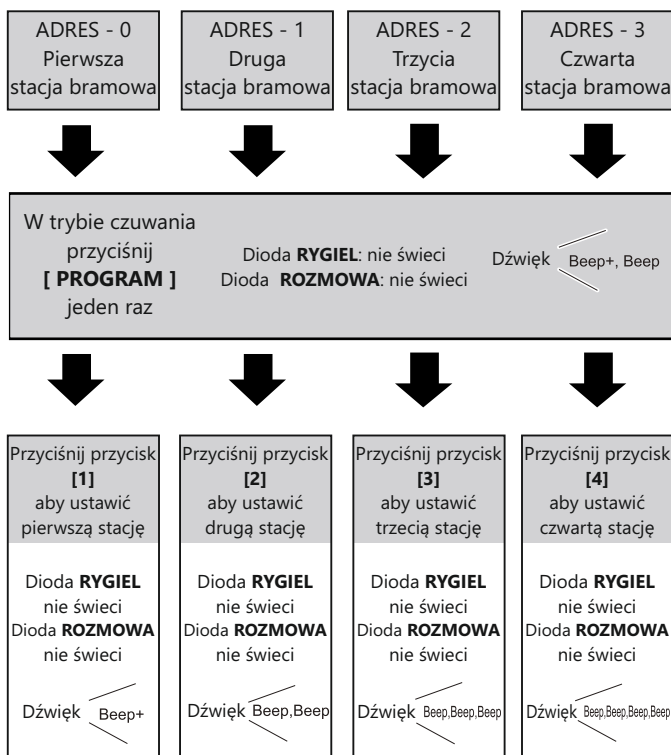 ADRES - 0
Pierwsza
stacja bramowa
ADRES - 1
Druga
stacja bramowa
ADRES - 2
Trzycia
stacja bramowa
ADRES - 3
Czwarta
stacja bramowa
W trybie czuwania
przyciśnij
[ PROGRAM ]
jeden raz
Dioda RYGIEL: nie świeci
Dioda ROZMOWA: nie świeci
Dźwięk Beep+, Beep
Przyciśnij przycisk
[1]
aby ustawić
pierwszą stację
Dioda RYGIEL
nie świeci
Dioda ROZMOWA
nie świeci
Dźwięk Beep+
Przyciśnij przycisk
[2]
aby ustawić
drugą stację
Dioda RYGIEL
nie świeci
Dioda ROZMOWA
nie świeci
Dźwięk Beep,Beep
Przyciśnij przycisk
[3]
aby ustawić
trzecią stację
Dioda RYGIEL
nie świeci
Dioda ROZMOWA
nie świeci
Dźwięk Beep,Beep,Beep
Przyciśnij przycisk
[4]
aby ustawić
czwartą stację
Dioda RYGIEL
nie świeci
Dioda ROZMOWA
nie świeci
Dźwięk Beep,Beep,Beep,Beep